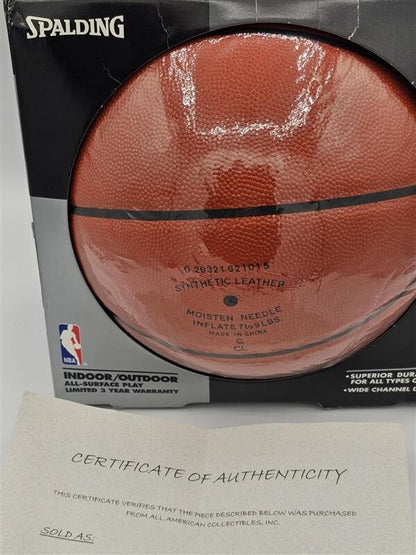 SPALDING
0 29321 62101 5
SYNTHETIC LEATHER
MOISTEN NEEDLE
INFLATE 7 to 9 LBS.
MADE IN CHINA
G
CL
NBA
INDOOR/OUTDOOR
ALL-SURFACE PLAY
LIMITED 3 YEAR WARRANTY
• SUPERIOR DUR
FOR ALL TYPES O
• WIDE CHANNEL D
CERTIFICATE OF AUTHENTICITY
THIS CERTIFICATE VERIFIES THAT THE PIECE DESCRIBED BELOW WAS PURCHASED
FROM ALL AMERICAN COLLECTIBLES, INC.
SOLD AS: